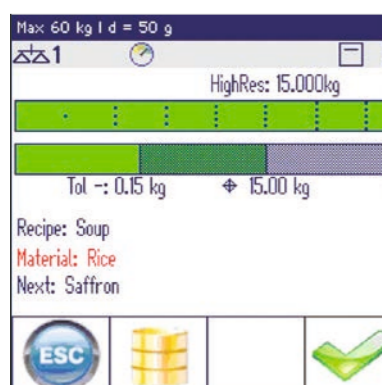 Max 60 kg | d = 50 g
1
HighRes: 15.000kg
Tol -: 0.15 kg 15.00 kg
Recipe: Soup
Material: Rice
Next: Saffron
ESC